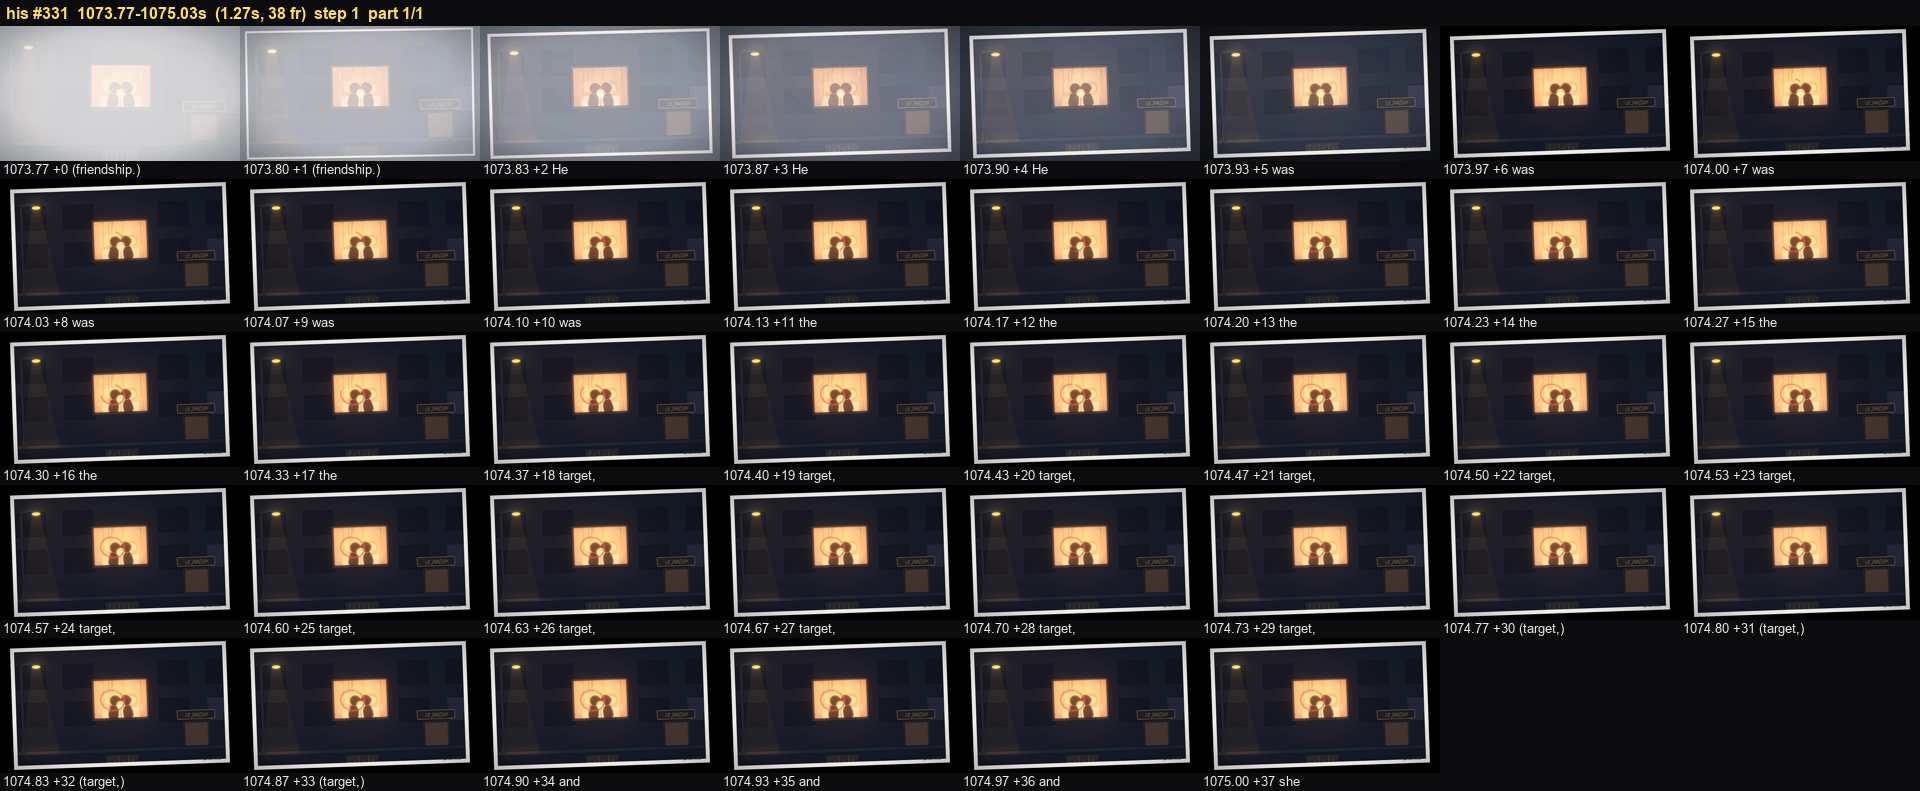 his #331 1073.77-1075.03s (1.27s, 38 fr) step 1 part 1/1
1073.77 +0 (friendship.)
1073.80 +1 (friendship.)
1073.83 +2 He
1073.87 +3 He
1073.90 +4 He
1073.93 +5 was
1073.97 +6 was
1074.00 +7 was
1074.03 +8 was
1074.07 +9 was
1074.10 +10 was
1074.13 +11 the
1074.17 +12 the
1074.20 +13 the
1074.23 +14 the
1074.27 +15 the
1074.30 +16 the
1074.33 +17 the
1074.37 +18 target,
1074.40 +19 target,
1074.43 +20 target,
1074.47 +21 target,
1074.50 +22 target,
1074.53 +23 target,
1074.57 +24 target,
1074.60 +25 target,
1074.63 +26 target,
1074.67 +27 target,
1074.70 +28 target,
1074.73 +29 target,
1074.77 +30 (target,)
1074.80 +31 (target,)
1074.83 +32 (target,)
1074.87 +33 (target,)
1074.90 +34 and
1074.93 +35 and
1074.97 +36 and
1075.00 +37 she